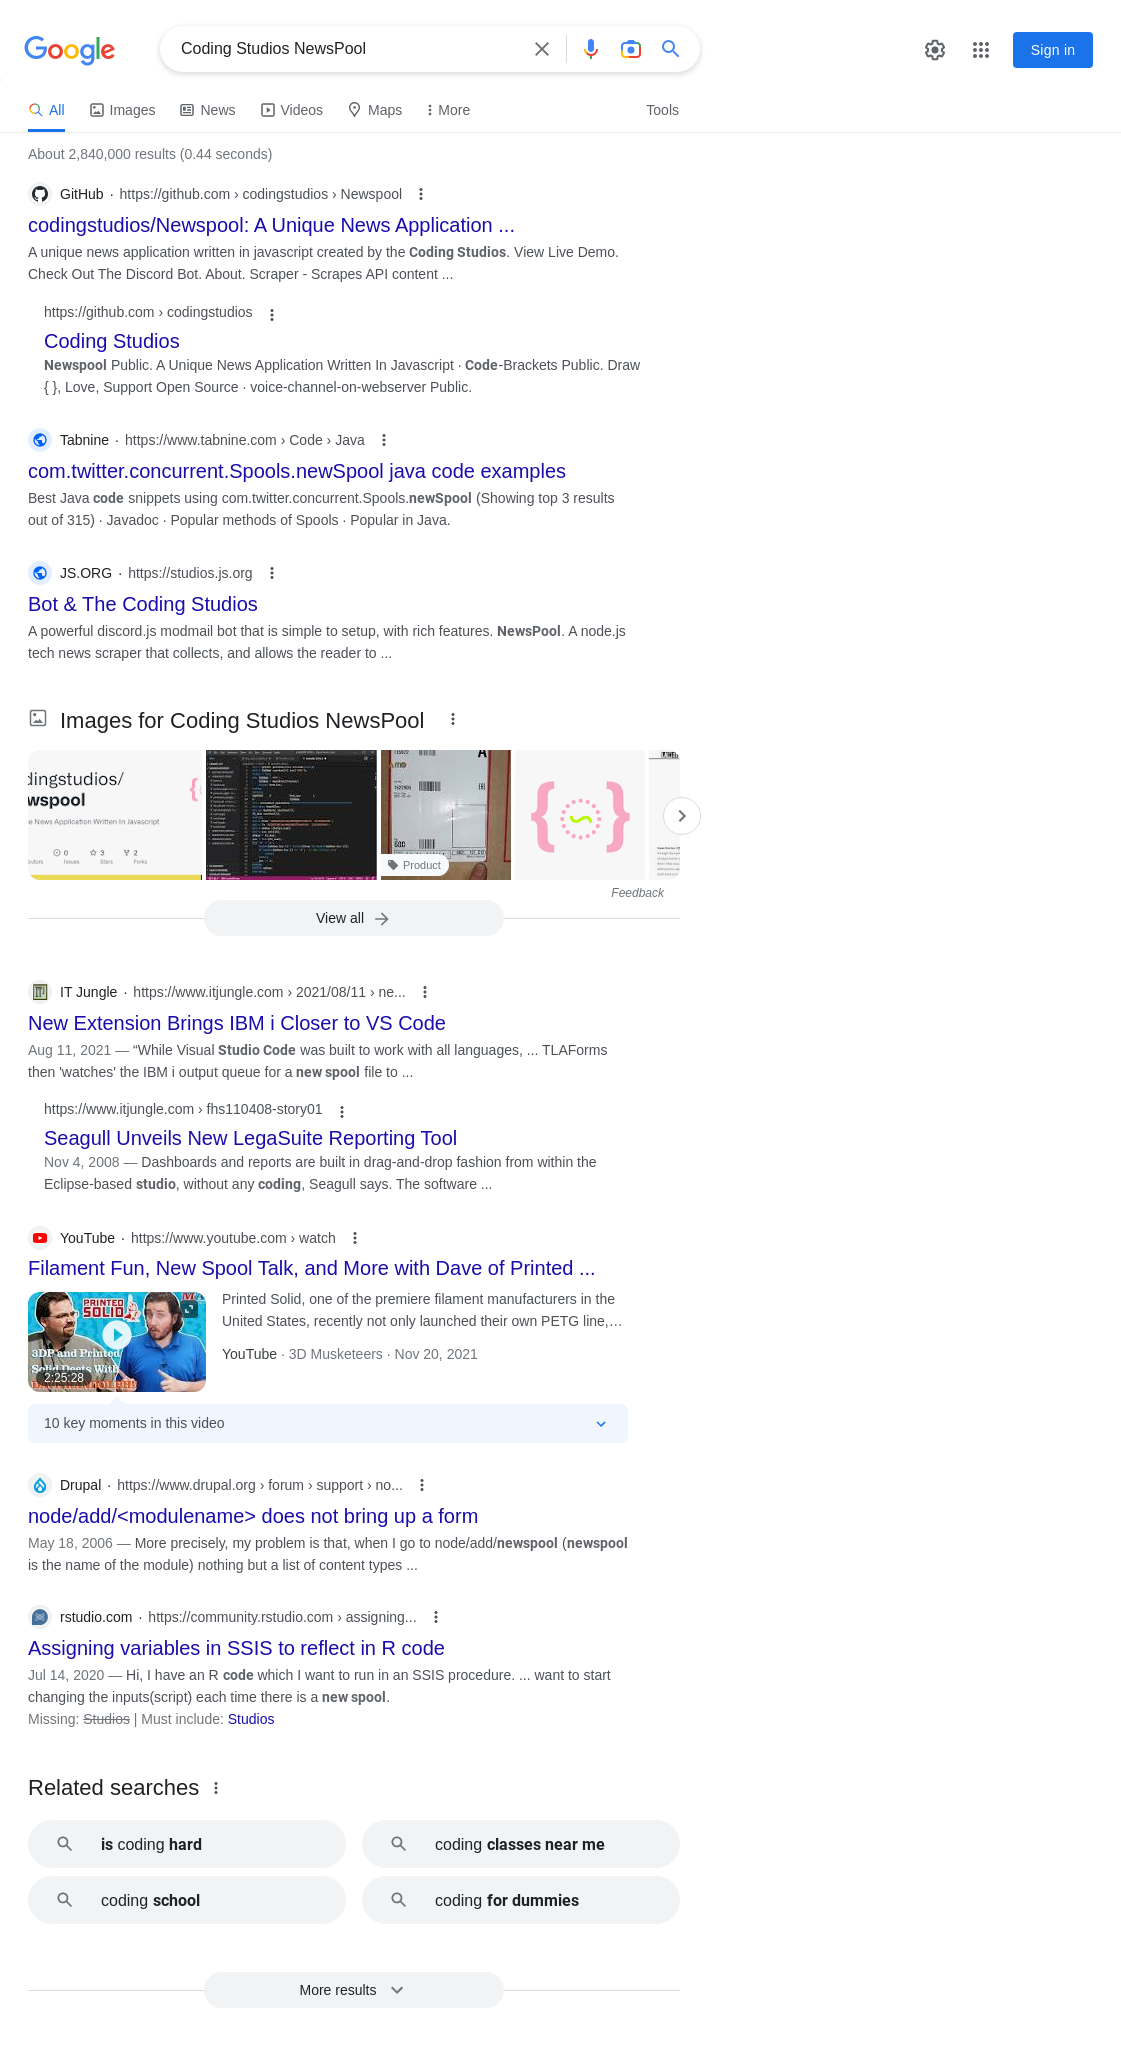 Google
Coding Studios NewsPool
Sign in
All Images News Videos Maps More Tools
About 2,840,000 results (0.44 seconds)
GitHub · https://github.com › codingstudios › Newspool
codingstudios/Newspool: A Unique News Application ...
A unique news application written in javascript created by the Coding Studios. View Live Demo.
Check Out The Discord Bot. About. Scraper - Scrapes API content ...
https://github.com › codingstudios
Coding Studios
Newspool Public. A Unique News Application Written In Javascript · Code-Brackets Public. Draw
{ }, Love, Support Open Source · voice-channel-on-webserver Public.
Tabnine · https://www.tabnine.com › Code › Java
com.twitter.concurrent.Spools.newSpool java code examples
Best Java code snippets using com.twitter.concurrent.Spools.newSpool (Showing top 3 results
out of 315) · Javadoc · Popular methods of Spools · Popular in Java.
JS.ORG · https://studios.js.org
Bot & The Coding Studios
A powerful discord.js modmail bot that is simple to setup, with rich features. NewsPool. A node.js
tech news scraper that collects, and allows the reader to ...
Images for Coding Studios NewsPool
dingstudios/
wspool
e News Application Written In Javascript
0 3 2
butors Issues Stars Forks
Product
Feedback
View all
IT Jungle · https://www.itjungle.com › 2021/08/11 › ne...
New Extension Brings IBM i Closer to VS Code
Aug 11, 2021 — “While Visual Studio Code was built to work with all languages, ... TLAForms
then 'watches' the IBM i output queue for a new spool file to ...
https://www.itjungle.com › fhs110408-story01
Seagull Unveils New LegaSuite Reporting Tool
Nov 4, 2008 — Dashboards and reports are built in drag-and-drop fashion from within the
Eclipse-based studio, without any coding, Seagull says. The software ...
YouTube · https://www.youtube.com › watch
Filament Fun, New Spool Talk, and More with Dave of Printed ...
PRINTED
SOLID
3DP and Printed
Solid Deets With
2:25:28
Printed Solid, one of the premiere filament manufacturers in the
United States, recently not only launched their own PETG line,…
YouTube · 3D Musketeers · Nov 20, 2021
10 key moments in this video
Drupal · https://www.drupal.org › forum › support › no...
node/add/<modulename> does not bring up a form
May 18, 2006 — More precisely, my problem is that, when I go to node/add/newspool (newspool
is the name of the module) nothing but a list of content types ...
rstudio.com · https://community.rstudio.com › assigning...
Assigning variables in SSIS to reflect in R code
Jul 14, 2020 — Hi, I have an R code which I want to run in an SSIS procedure. ... want to start
changing the inputs(script) each time there is a new spool.
Missing: Studios | Must include: Studios
Related searches
is coding hard
coding classes near me
coding school
coding for dummies
More results